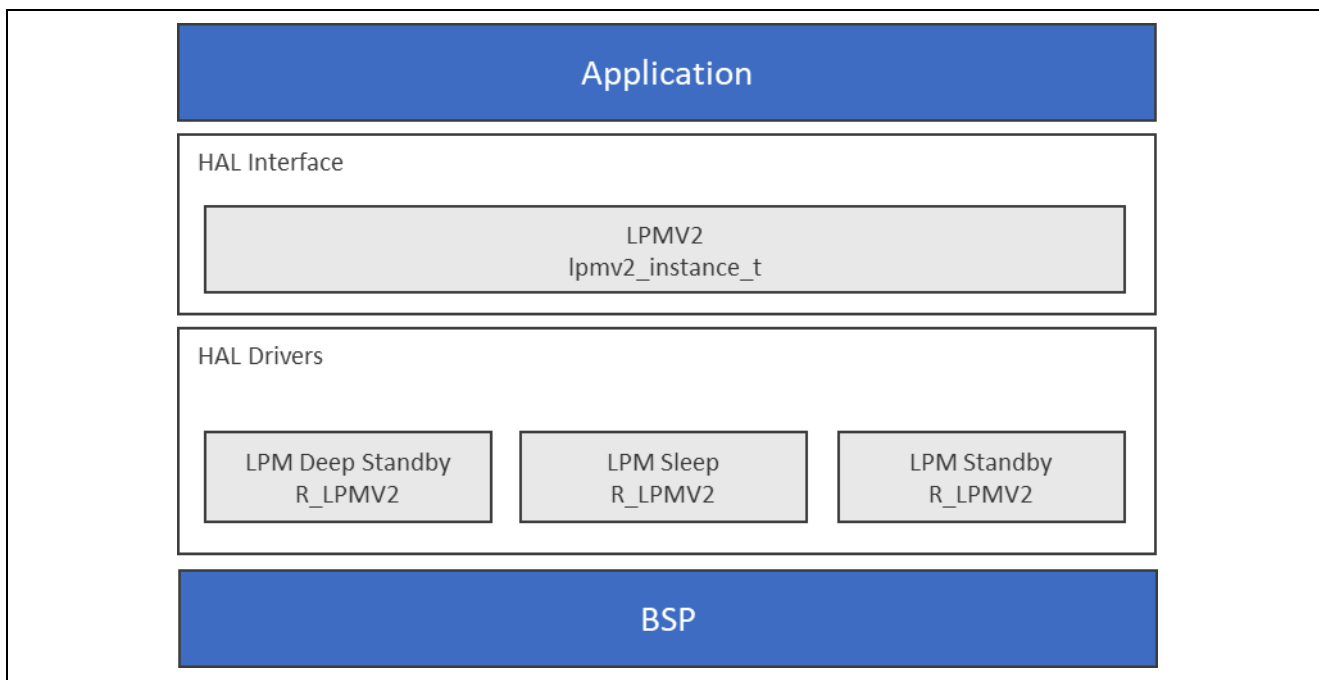 Application
HAL Interface
LPMV2
lpmv2_instance_t
HAL Drivers
LPM Deep Standby
R_LPMV2
LPM Sleep
R_LPMV2
LPM Standby
R_LPMV2
BSP